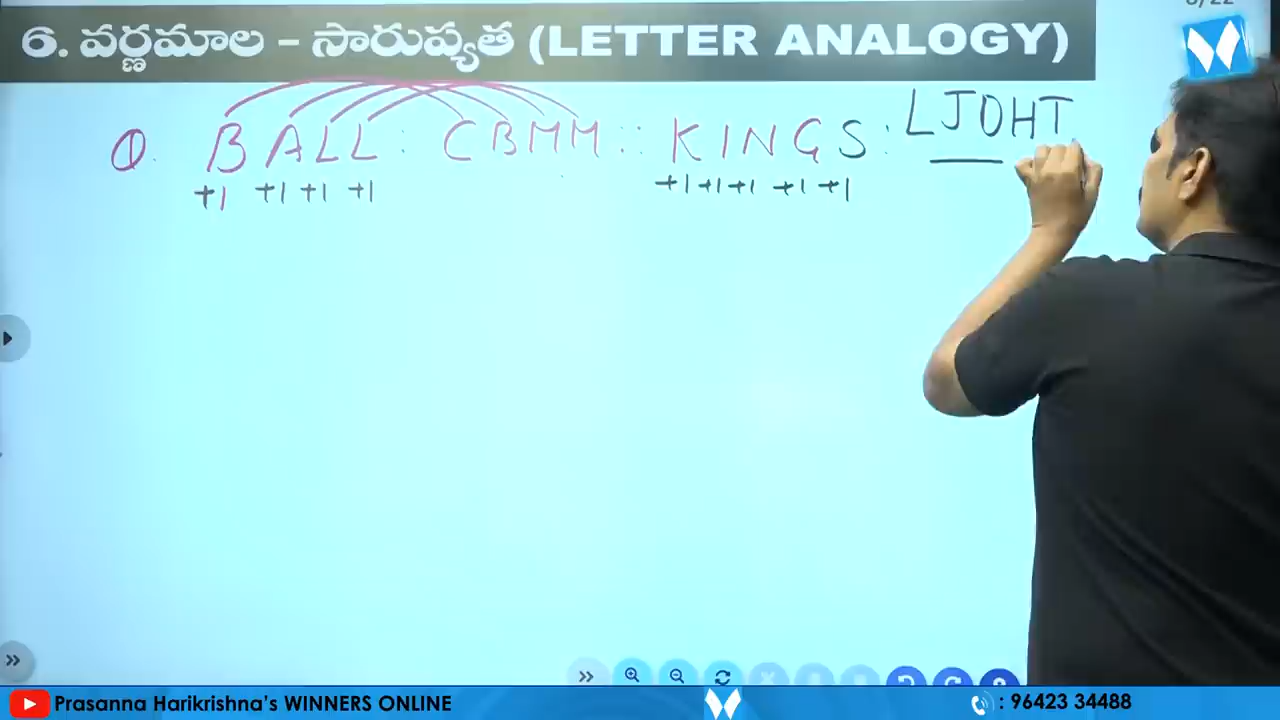 6. వర్ణమాల – సారుప్యత (LETTER ANALOGY)
Q. BALL : CBMM :: KINGS : LJOHT
+1 +1 +1 +1 +1 +1 +1 +1 +1
Prasanna Harikrishna's WINNERS ONLINE
: 96423 34488